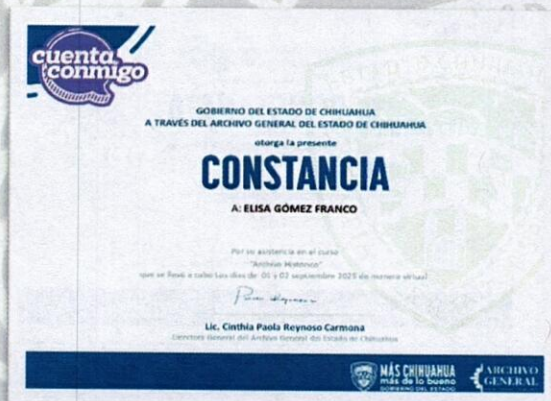 cuenta
conmigo
GOBIERNO DEL ESTADO DE CHIHUAHUA
A TRAVÉS DEL ARCHIVO GENERAL DEL ESTADO DE CHIHUAHUA
otorga la presente
CONSTANCIA
A: ELISA GÓMEZ FRANCO
Por su asistencia en el curso
"Archivo Histórico"
que se llevó a cabo Los días de 01 y 02 septiembre 2025 de manera virtual
Lic. Cinthia Paola Reynoso Carmona
Directora General del Archivo General del Estado de Chihuahua
MÁS CHIHUAHUA
más de lo bueno
GOBIERNO DEL ESTADO
ARCHIVO
GENERAL